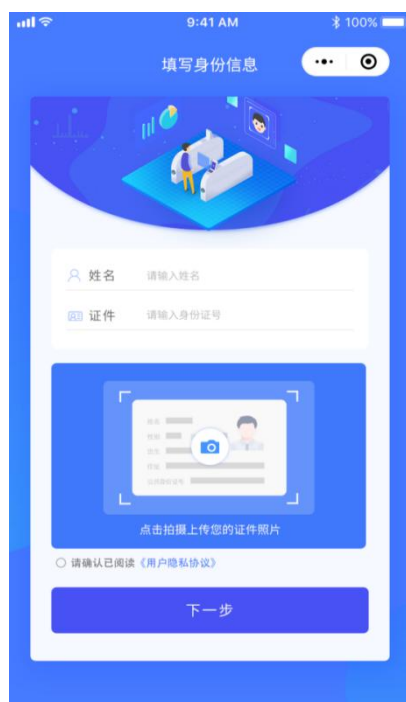 9:41 AM
100%
填写身份信息
姓名
请输入姓名
证件
请输入身份证号
点击拍摄上传您的证件照片
请确认已阅读《用户隐私协议》
下一步